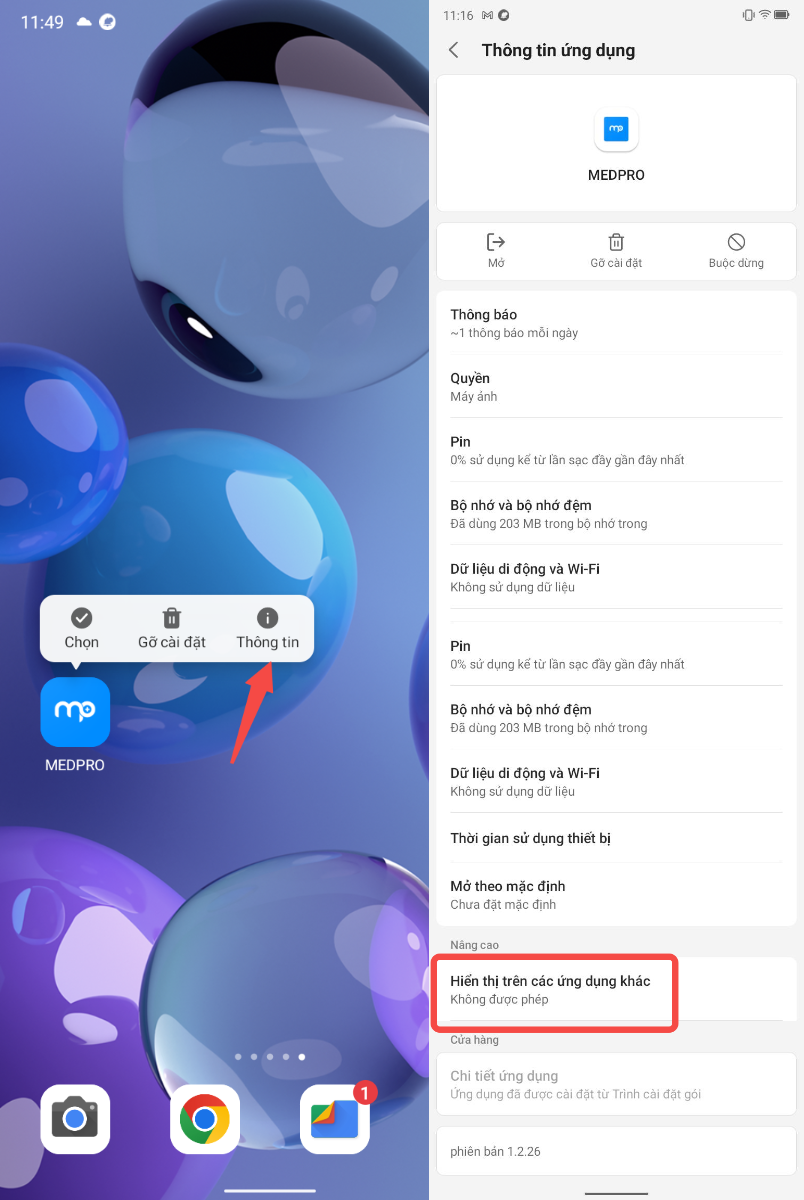 11:49
Chọn
Gỡ cài đặt
Thông tin
mp
MEDPRO
1
11:16
Thông tin ứng dụng
mp
MEDPRO
Mở
Gỡ cài đặt
Buộc dừng
Thông báo
~1 thông báo mỗi ngày
Quyền
Máy ảnh
Pin
0% sử dụng kể từ lần sạc đầy gần đây nhất
Bộ nhớ và bộ nhớ đệm
Đã dùng 203 MB trong bộ nhớ trong
Dữ liệu di động và Wi-Fi
Không sử dụng dữ liệu
Pin
0% sử dụng kể từ lần sạc đầy gần đây nhất
Bộ nhớ và bộ nhớ đệm
Đã dùng 203 MB trong bộ nhớ trong
Dữ liệu di động và Wi-Fi
Không sử dụng dữ liệu
Thời gian sử dụng thiết bị
Mở theo mặc định
Chưa đặt mặc định
Nâng cao
Hiển thị trên các ứng dụng khác
Không được phép
Cửa hàng
Chi tiết ứng dụng
Ứng dụng đã được cài đặt từ Trình cài đặt gói
phiên bản 1.2.26